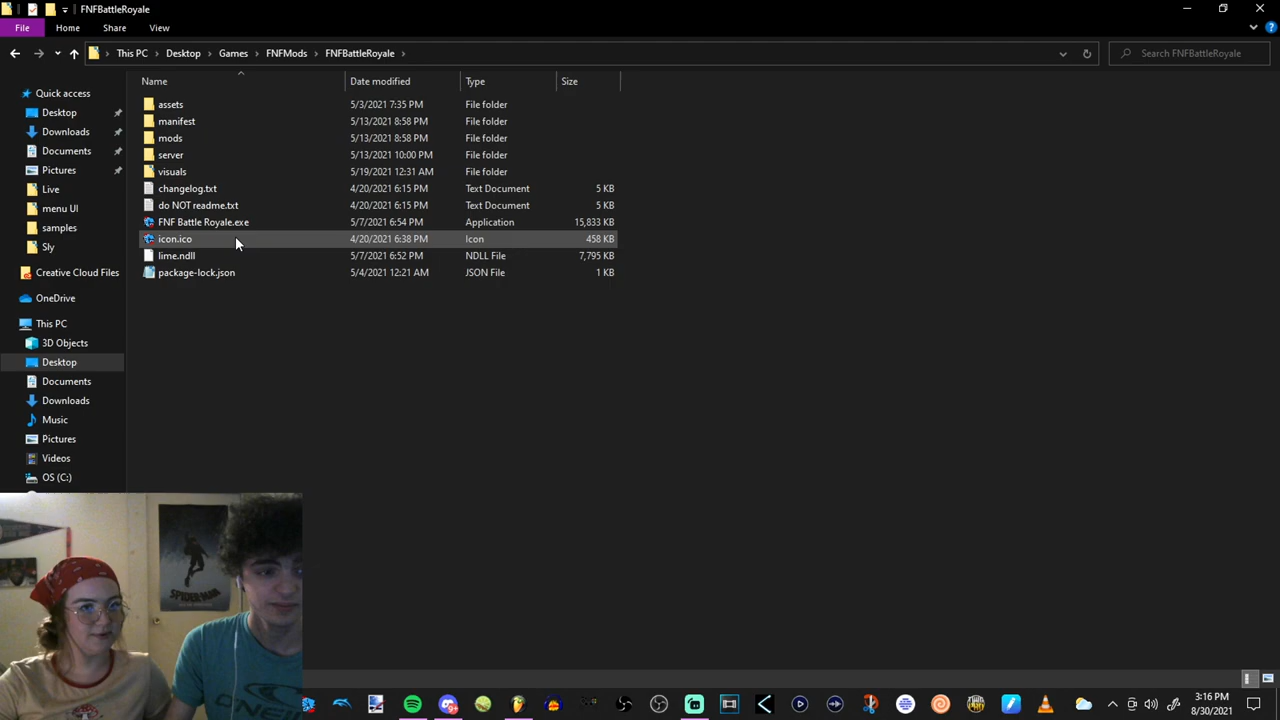 FNFBattleRoyale
File Home Share View
This PC Desktop Games FNFMods FNFBattleRoyale
Search FNFBattleRoyale
Name Date modified Type Size
assets 5/3/2021 7:35 PM File folder
manifest 5/13/2021 8:58 PM File folder
mods 5/13/2021 8:58 PM File folder
server 5/13/2021 10:00 PM File folder
visuals 5/19/2021 12:31 AM File folder
changelog.txt 4/20/2021 6:15 PM Text Document 5 KB
do NOT readme.txt 4/20/2021 6:15 PM Text Document 5 KB
FNF Battle Royale.exe 5/7/2021 6:54 PM Application 15,833 KB
icon.ico 4/20/2021 6:38 PM Icon 458 KB
lime.ndll 5/7/2021 6:52 PM NDLL File 7,795 KB
package-lock.json 5/4/2021 12:21 AM JSON File 1 KB
Quick access
Desktop
Downloads
Documents
Pictures
Live
menu UI
samples
Sly
Creative Cloud Files
OneDrive
This PC
3D Objects
Desktop
Documents
Downloads
Music
Pictures
Videos
OS (C:)
SPIDER-MAN
3:16 PM
8/30/2021